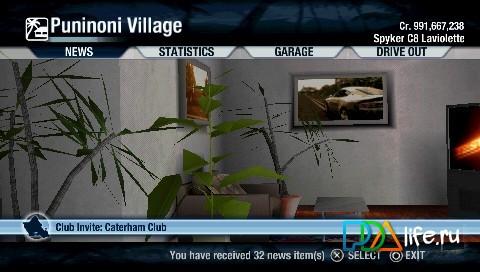 Puninoni Village
Cr. 991,667,238
Spyker C8 Laviolette
NEWS
STATISTICS
GARAGE
DRIVE OUT
Club Invite: Caterham Club
PDAlife.ru
You have received 32 news item(s)
SELECT
EXIT